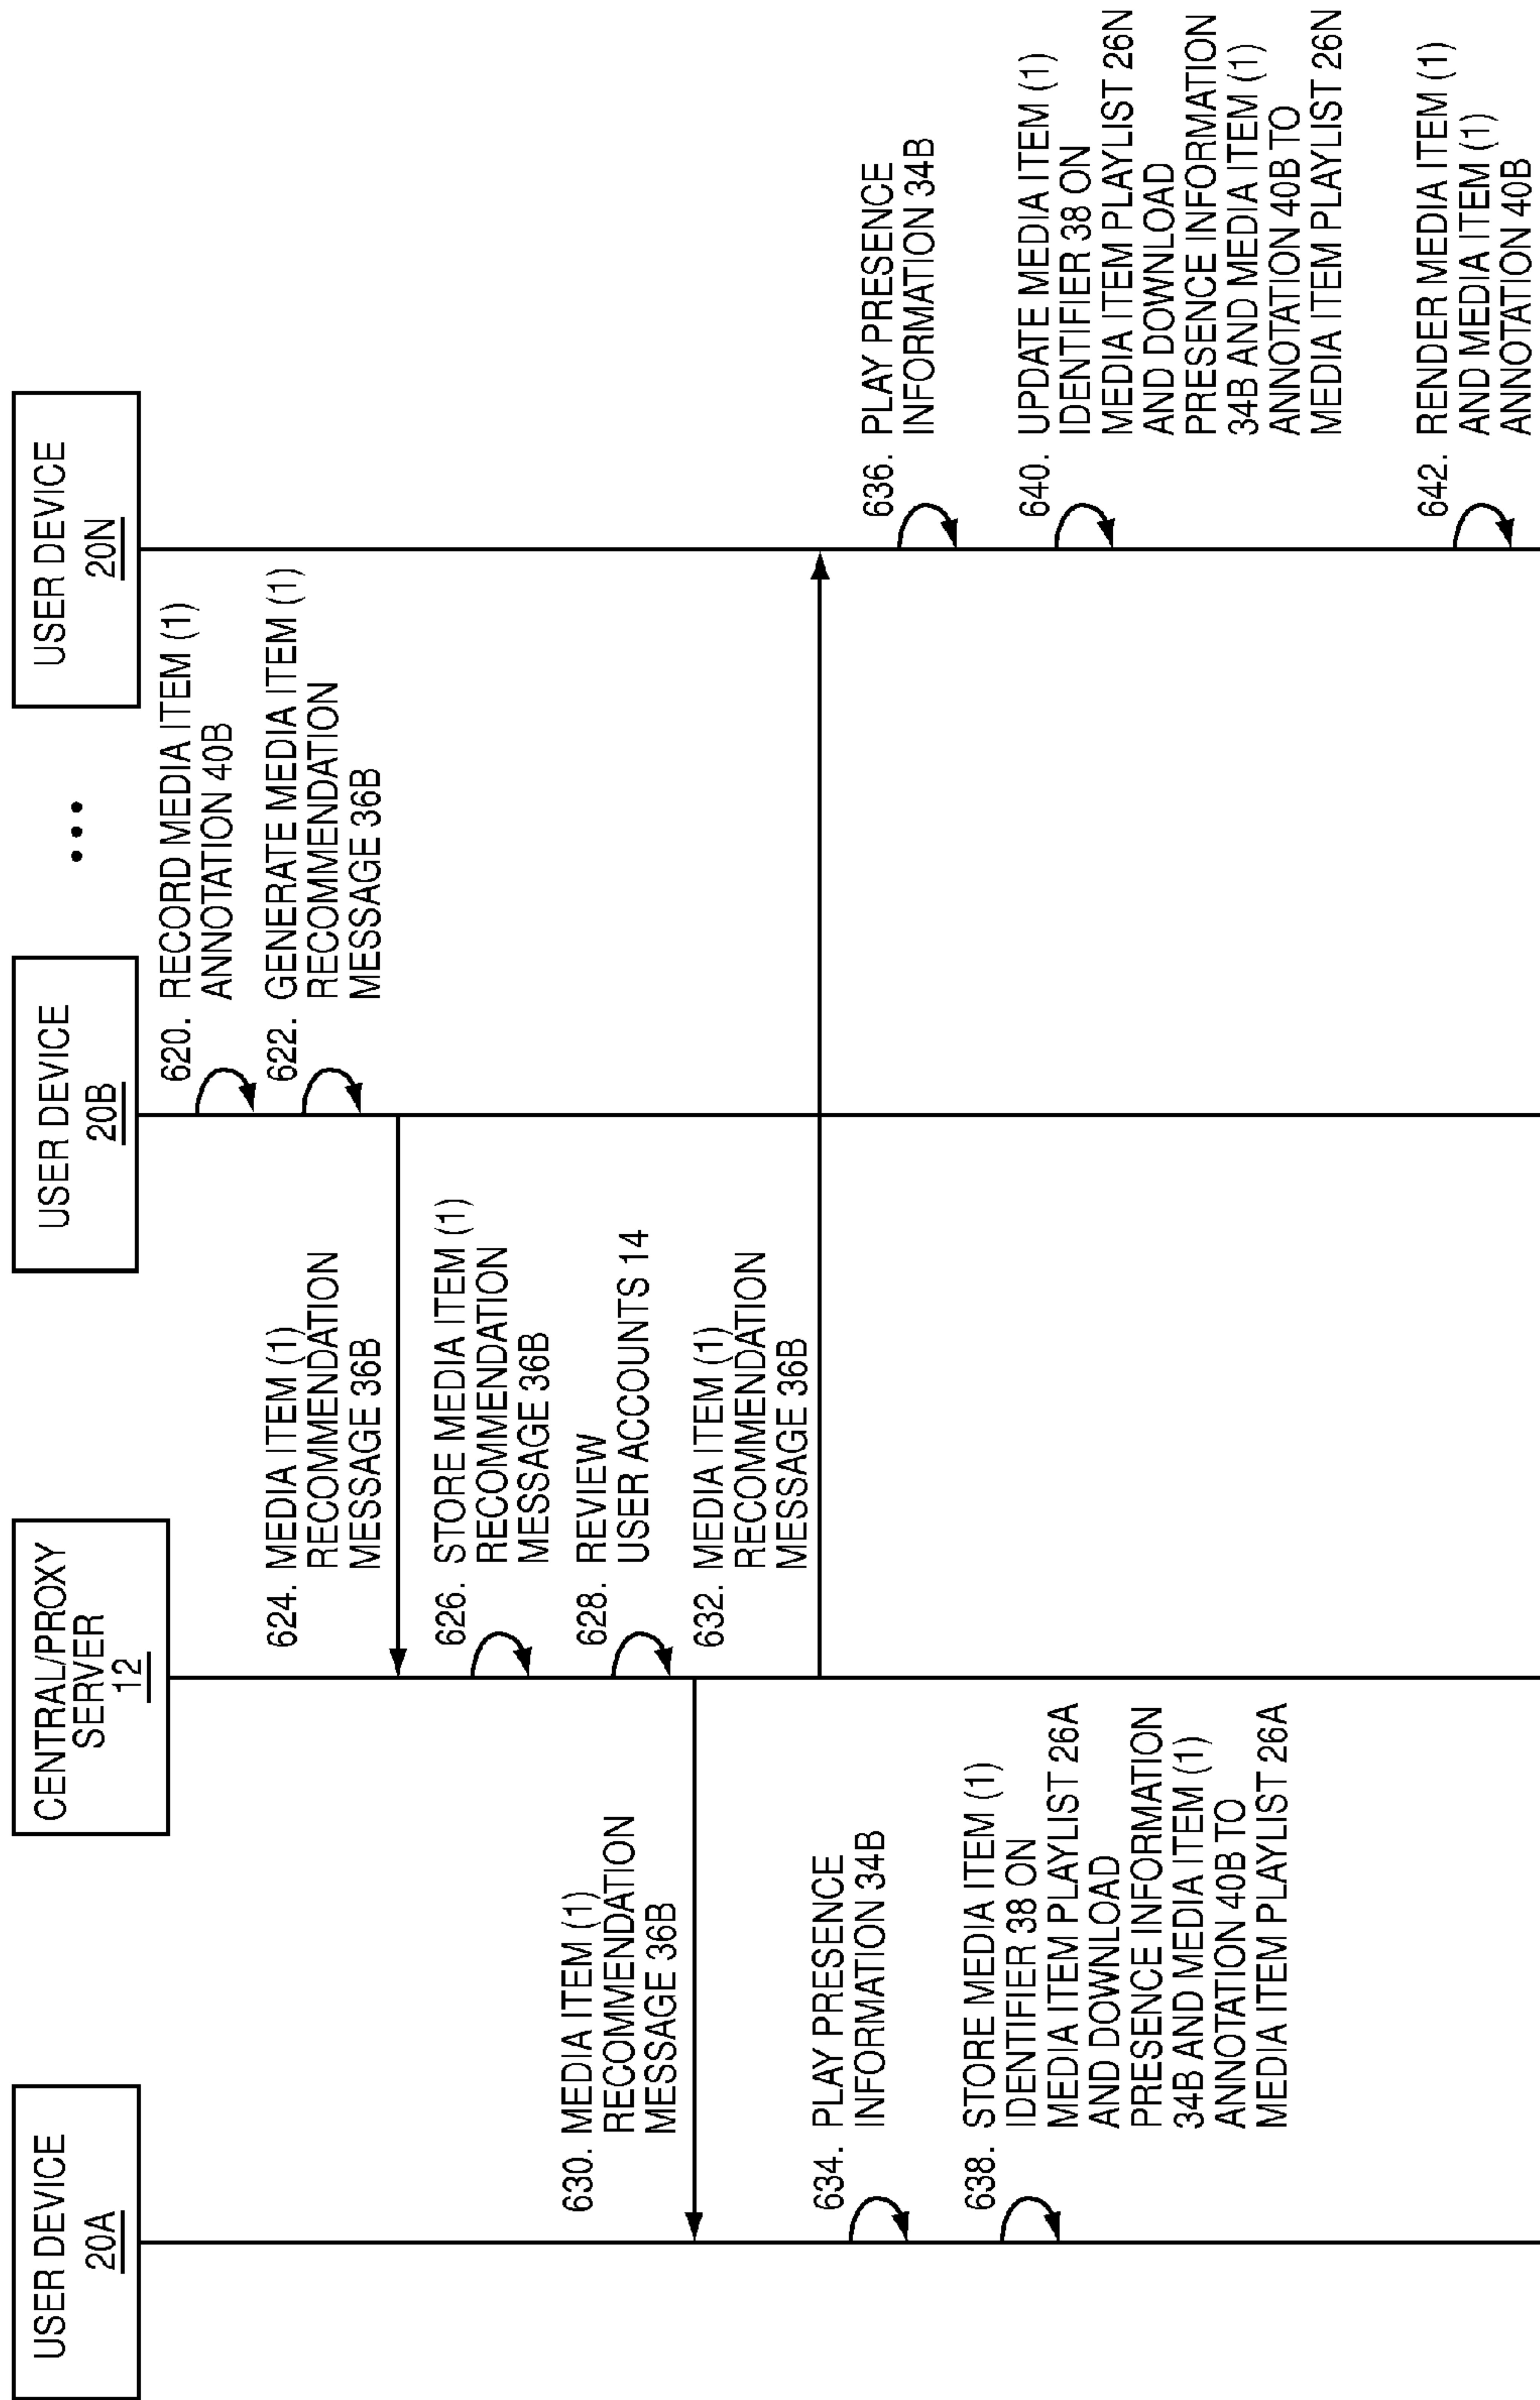 USER DEVICE
20A
CENTRAL/PROXY
SERVER
12
USER DEVICE
20B
...
USER DEVICE
20N
620. RECORD MEDIA ITEM (1)
ANNOTATION 40B
622. GENERATE MEDIA ITEM (1)
RECOMMENDATION
MESSAGE 36B
624. MEDIA ITEM (1)
RECOMMENDATION
MESSAGE 36B
626. STORE MEDIA ITEM (1)
RECOMMENDATION
MESSAGE 36B
628. REVIEW
USER ACCOUNTS 14
630. MEDIA ITEM (1)
RECOMMENDATION
MESSAGE 36B
632. MEDIA ITEM (1)
RECOMMENDATION
MESSAGE 36B
634. PLAY PRESENCE
INFORMATION 34B
636. PLAY PRESENCE
INFORMATION 34B
638. STORE MEDIA ITEM (1)
IDENTIFIER 38 ON
MEDIA ITEM PLAYLIST 26A
AND DOWNLOAD
PRESENCE INFORMATION
34B AND MEDIA ITEM (1)
ANNOTATION 40B TO
MEDIA ITEM PLAYLIST 26A
640. UPDATE MEDIA ITEM (1)
IDENTIFIER 38 ON
MEDIA ITEM PLAYLIST 26N
AND DOWNLOAD
PRESENCE INFORMATION
34B AND MEDIA ITEM (1)
ANNOTATION 40B TO
MEDIA ITEM PLAYLIST 26N
642. RENDER MEDIA ITEM (1)
AND MEDIA ITEM (1)
ANNOTATION 40B